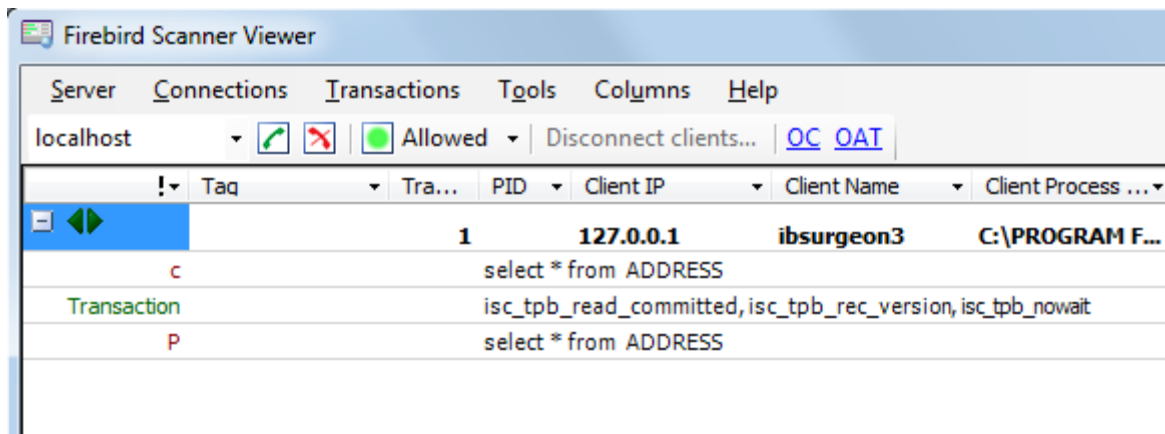 Firebird Scanner Viewer
Server Connections Transactions Tools Columns Help
localhost Allowed Disconnect clients... OC OAT
! Tag Tra... PID Client IP Client Name Client Process ...
1 127.0.0.1 ibsurgeon3 C:\PROGRAM F...
c select * from ADDRESS
Transaction isc_tpb_read_committed, isc_tpb_rec_version, isc_tpb_nowait
P select * from ADDRESS